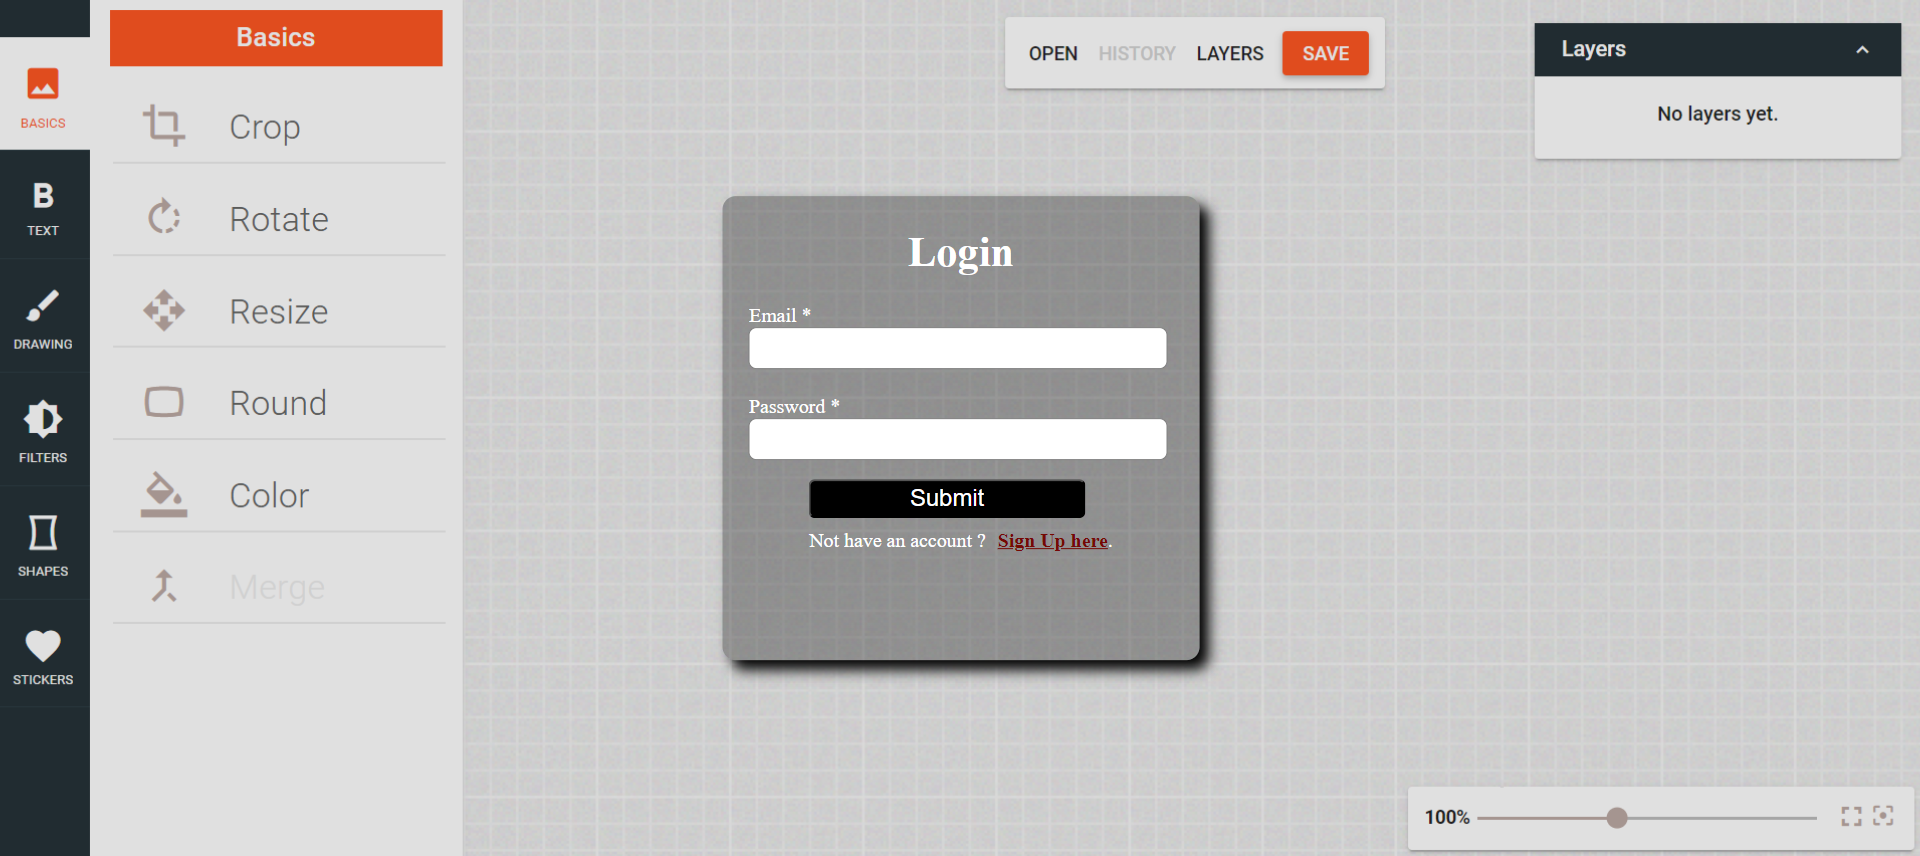 BASICS
TEXT
DRAWING
FILTERS
SHAPES
STICKERS
Basics
Crop
Rotate
Resize
Round
Color
Merge
OPEN HISTORY LAYERS SAVE
Login
Email *
Password *
Submit
Not have an account ? Sign Up here.
Layers
No layers yet.
100%